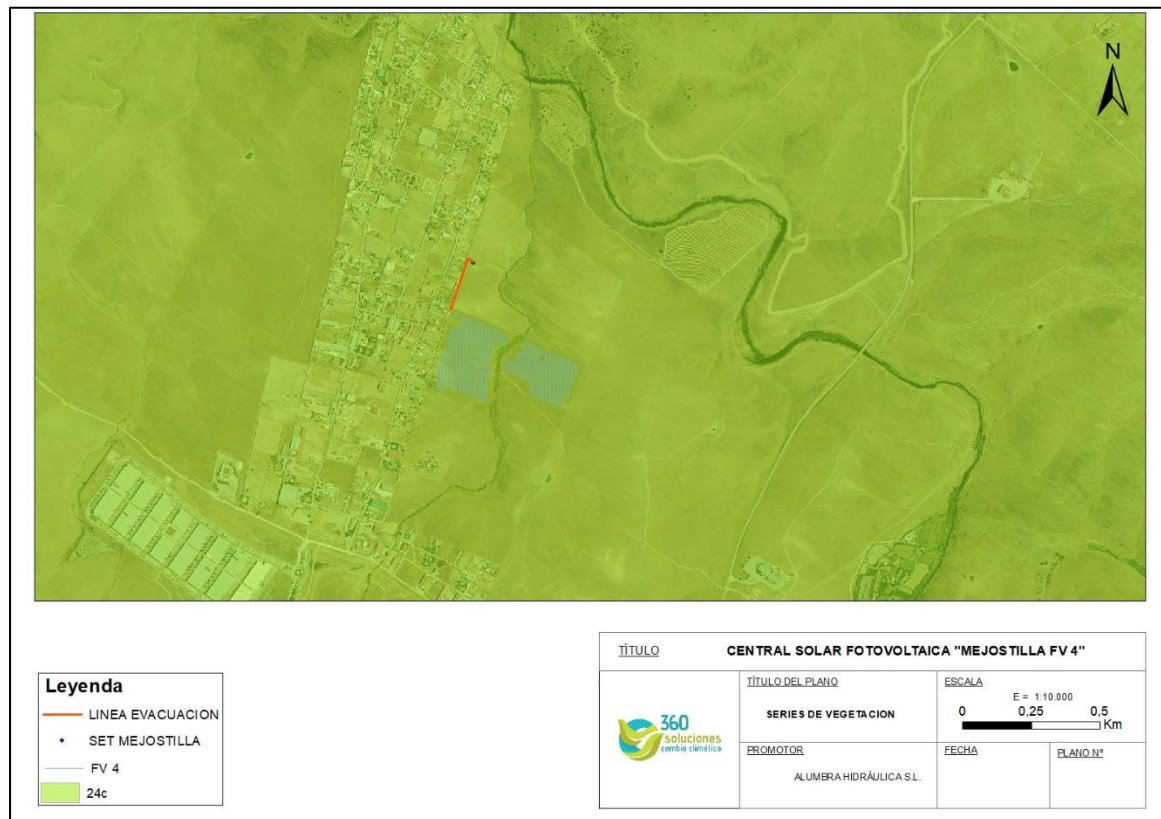 N
TÍTULO
CENTRAL SOLAR FOTOVOLTAICA "MEJOSTILLA FV 4"
360
soluciones
cambio climático
TÍTULO DEL PLANO
SERIES DE VEGETACION
ESCALA
E = 1:10.000
0 0,25 0,5
Km
PROMOTOR
ALUMBRA HIDRÁULICA S.L.
FECHA
PLANO Nº
Leyenda
LINEA EVACUACION
SET MEJOSTILLA
FV 4
24c